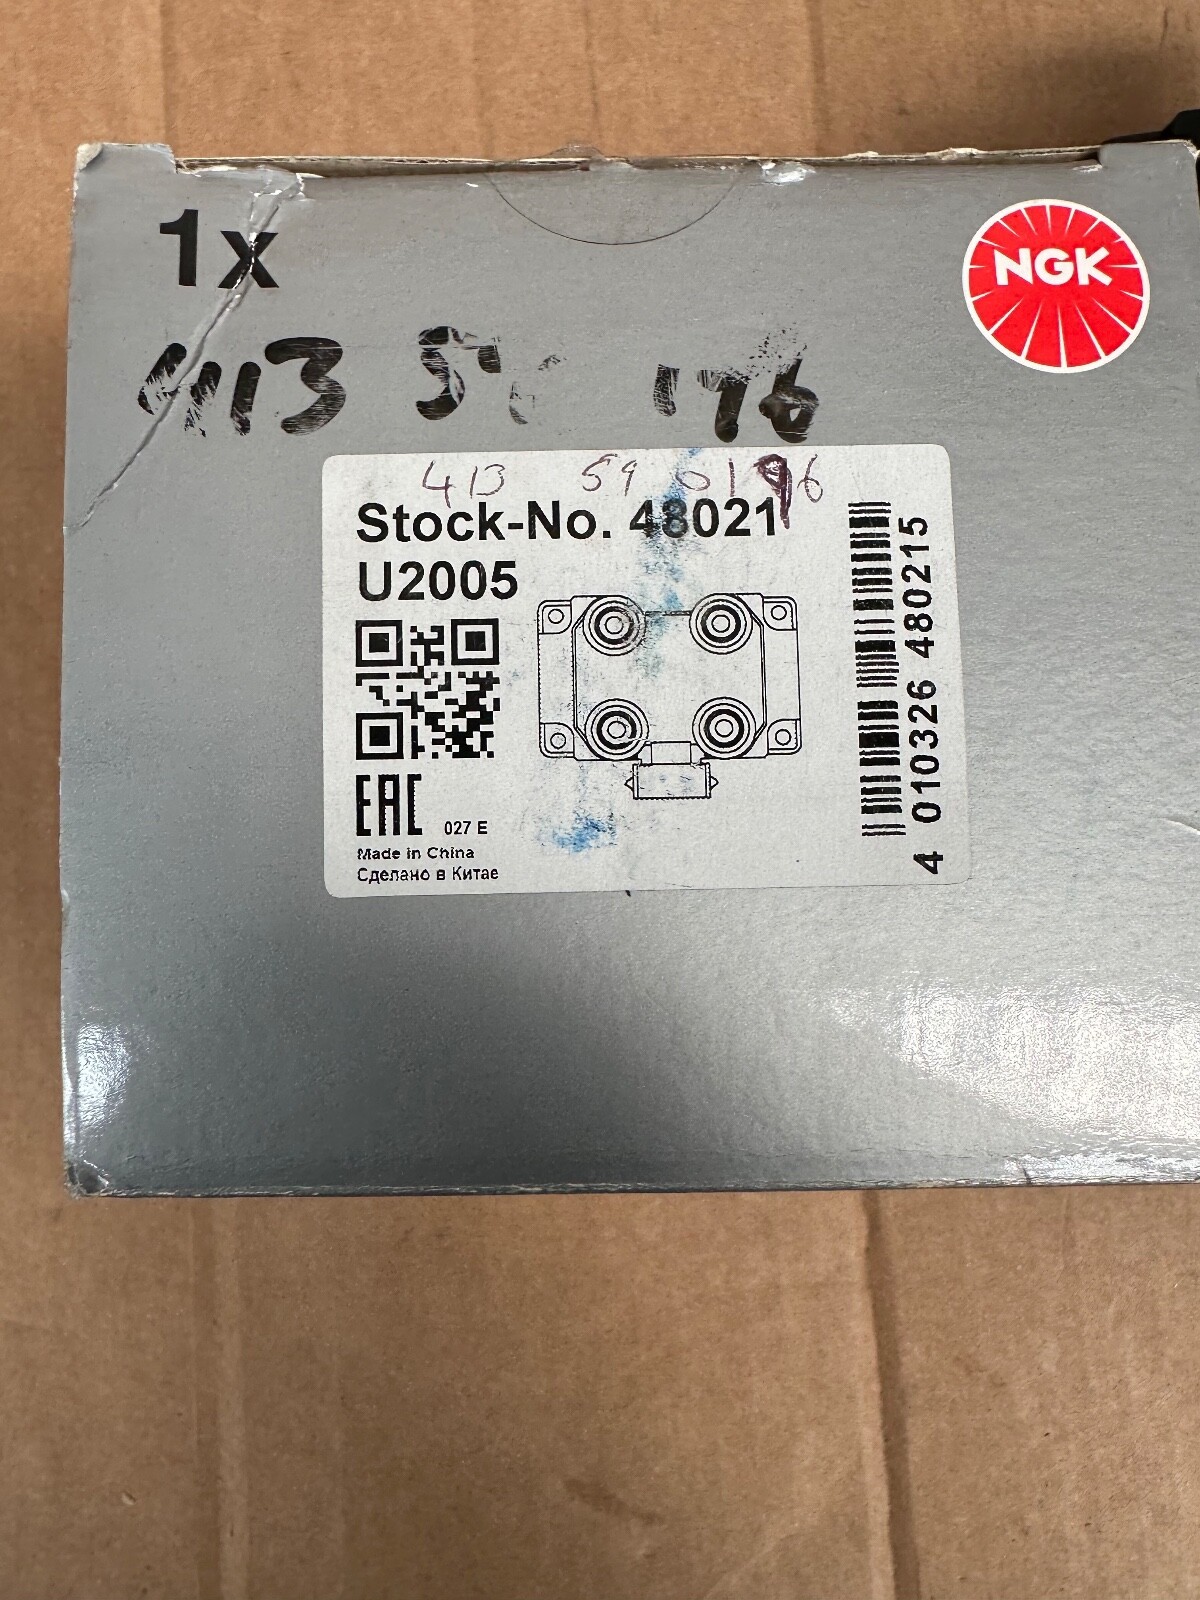 1x
NGK
413 59 0196
Stock-No. 48021
U2005
EAC 027 E
Made in China
Сделано в Китае
4 010326 480215